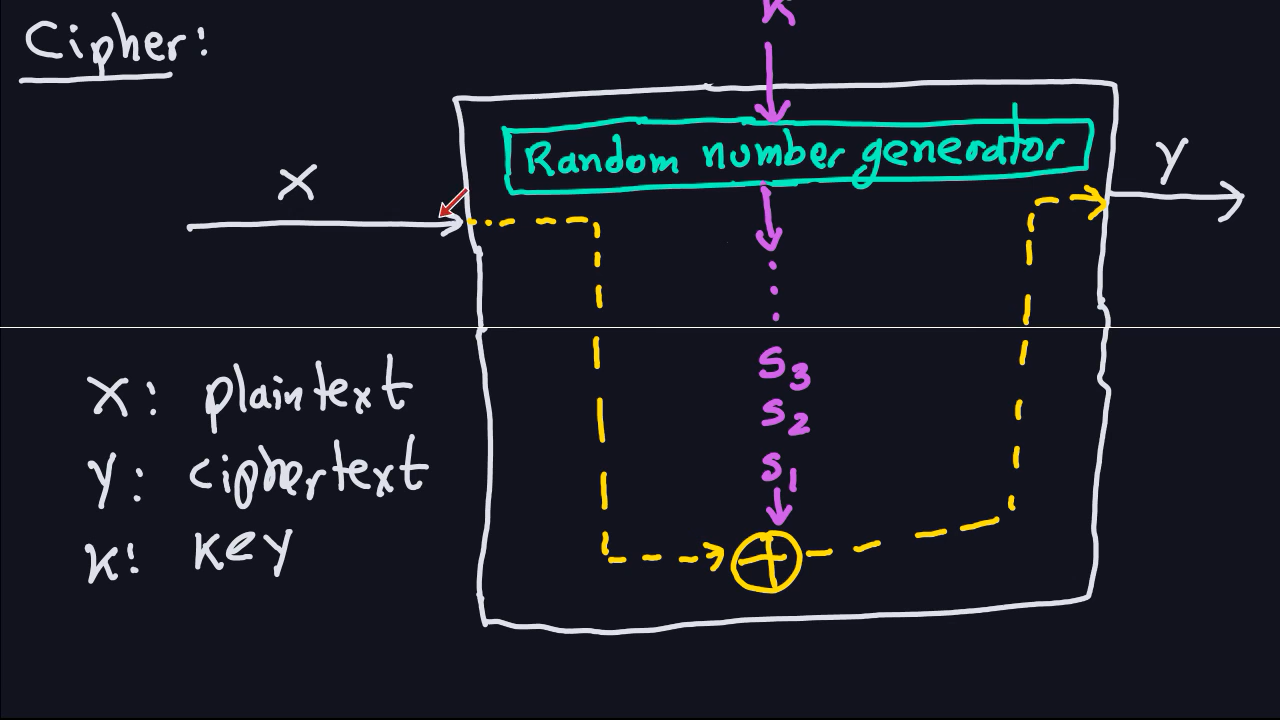 Cipher:
K
Random number generator
X
y
S3
S2
S1
X: plaintext
y: ciphertext
K: Key